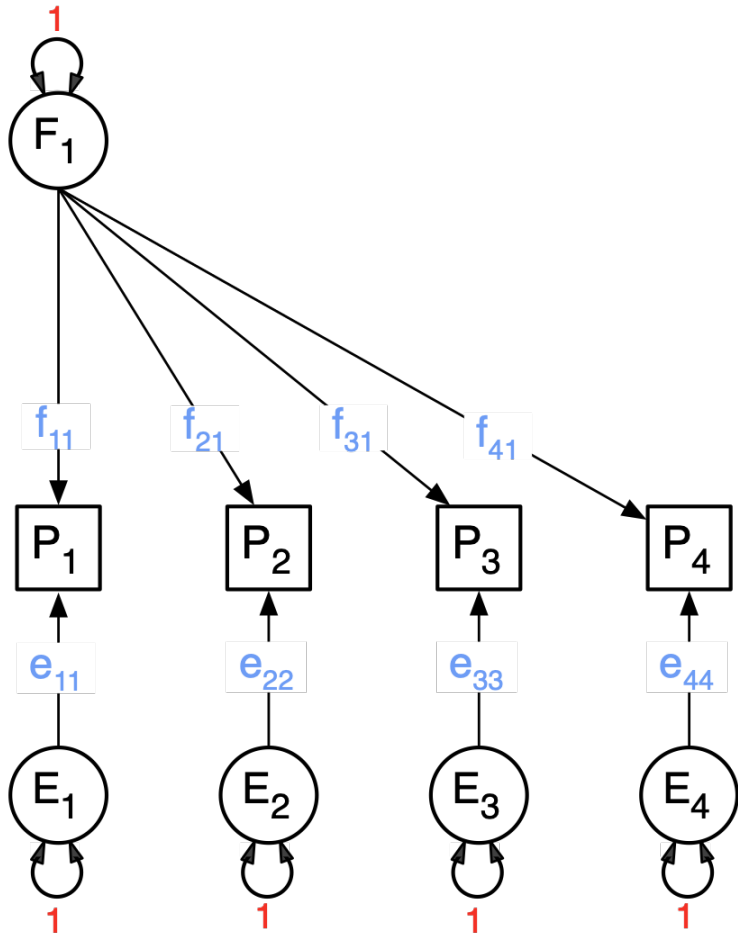 1
F₁
f₁₁ f₂₁ f₃₁ f₄₁
P₁ P₂ P₃ P₄
e₁₁ e₂₂ e₃₃ e₄₄
E₁ E₂ E₃ E₄
1 1 1 1